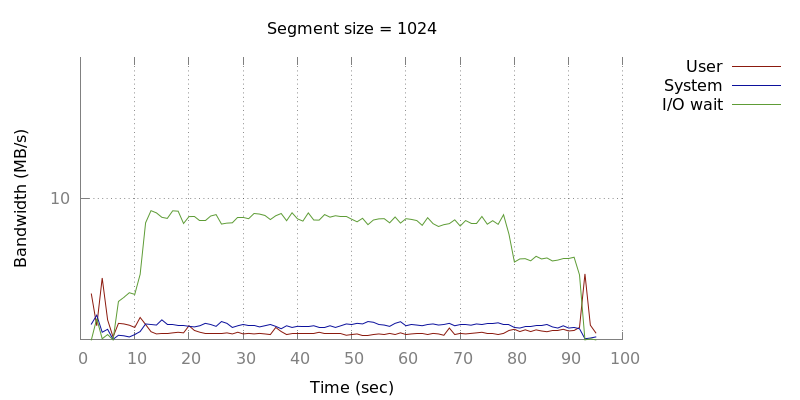 Segment size = 1024
User
System
I/O wait
Bandwidth (MB/s)
10
0 10 20 30 40 50 60 70 80 90 100
Time (sec)